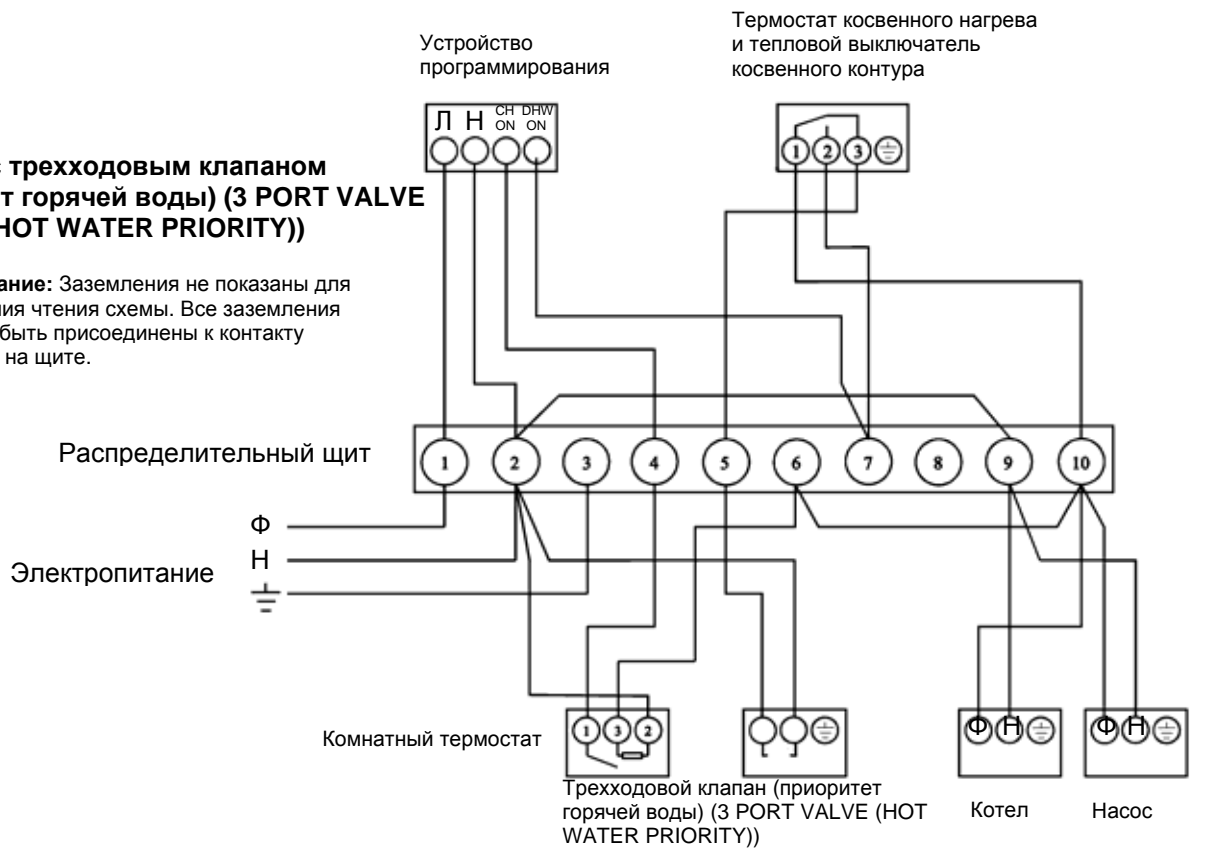 Термостат косвенного нагрева
и тепловой выключатель
косвенного контура
Устройство
программирования
Л Н CH ON DHW ON
1 2 3
с трехходовым клапаном
т горячей воды) (3 PORT VALVE
HOT WATER PRIORITY))
ание: Заземления не показаны для
ия чтения схемы. Все заземления
быть присоединены к контакту
на щите.
Распределительный щит
1 2 3 4 5 6 7 8 9 10
Ф
Н
Электропитание
1 3 2
Ф Н
Ф Н
Комнатный термостат
Трехходовой клапан (приоритет
горячей воды) (3 PORT VALVE (HOT
WATER PRIORITY))
Котел
Насос